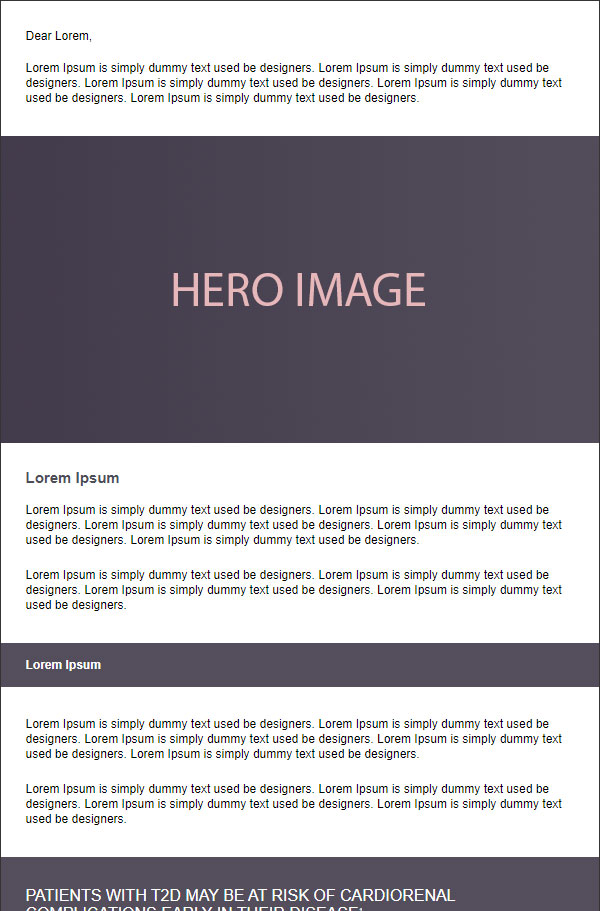 Dear Lorem,
Lorem Ipsum is simply dummy text used be designers. Lorem Ipsum is simply dummy text used be
designers. Lorem Ipsum is simply dummy text used be designers. Lorem Ipsum is simply dummy text
used be designers. Lorem Ipsum is simply dummy text used be designers.
HERO IMAGE
Lorem Ipsum
Lorem Ipsum is simply dummy text used be designers. Lorem Ipsum is simply dummy text used be
designers. Lorem Ipsum is simply dummy text used be designers. Lorem Ipsum is simply dummy text
used be designers. Lorem Ipsum is simply dummy text used be designers.
Lorem Ipsum is simply dummy text used be designers. Lorem Ipsum is simply dummy text used be
designers. Lorem Ipsum is simply dummy text used be designers. Lorem Ipsum is simply dummy text
used be designers.
Lorem Ipsum
Lorem Ipsum is simply dummy text used be designers. Lorem Ipsum is simply dummy text used be
designers. Lorem Ipsum is simply dummy text used be designers. Lorem Ipsum is simply dummy text
used be designers. Lorem Ipsum is simply dummy text used be designers.
Lorem Ipsum is simply dummy text used be designers. Lorem Ipsum is simply dummy text used be
designers. Lorem Ipsum is simply dummy text used be designers. Lorem Ipsum is simply dummy text
used be designers.
PATIENTS WITH T2D MAY BE AT RISK OF CARDIORENAL
COMPLICATIONS EARLY IN THEIR DISEASE